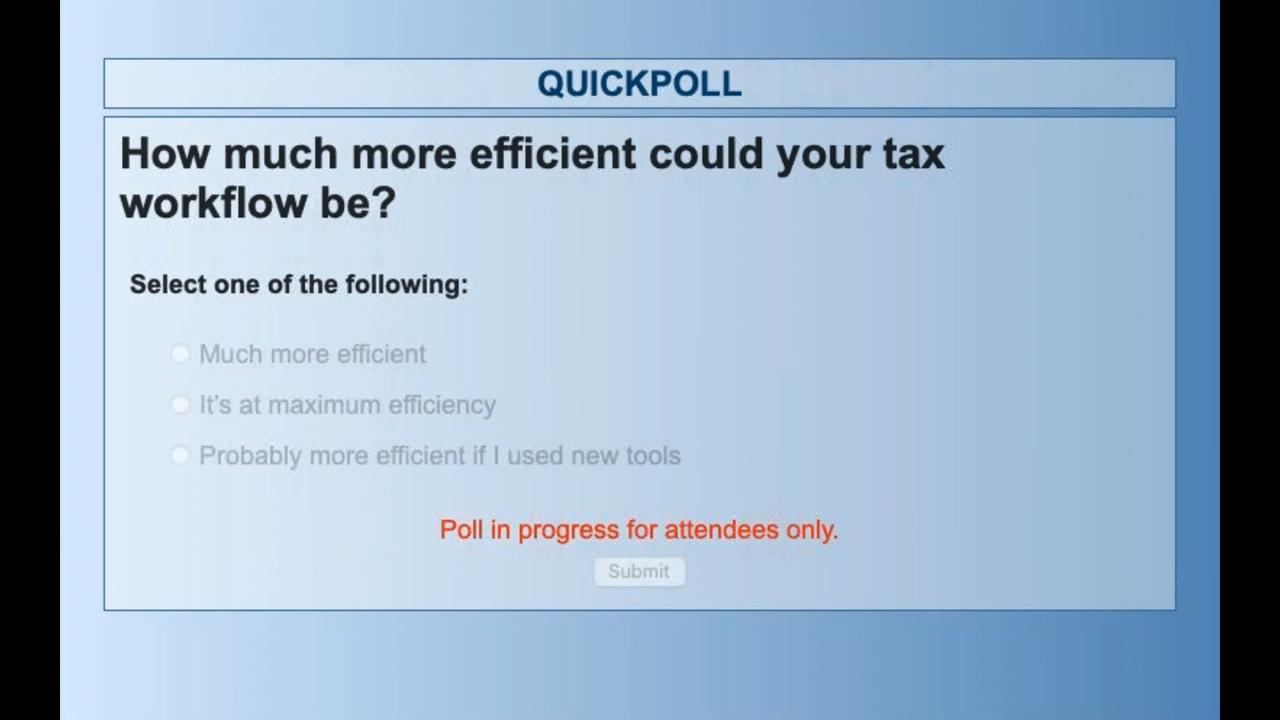 QUICKPOLL
How much more efficient could your tax
workflow be?
Select one of the following:
Much more efficient
It's at maximum efficiency
Probably more efficient if I used new tools
Poll in progress for attendees only.
Submit